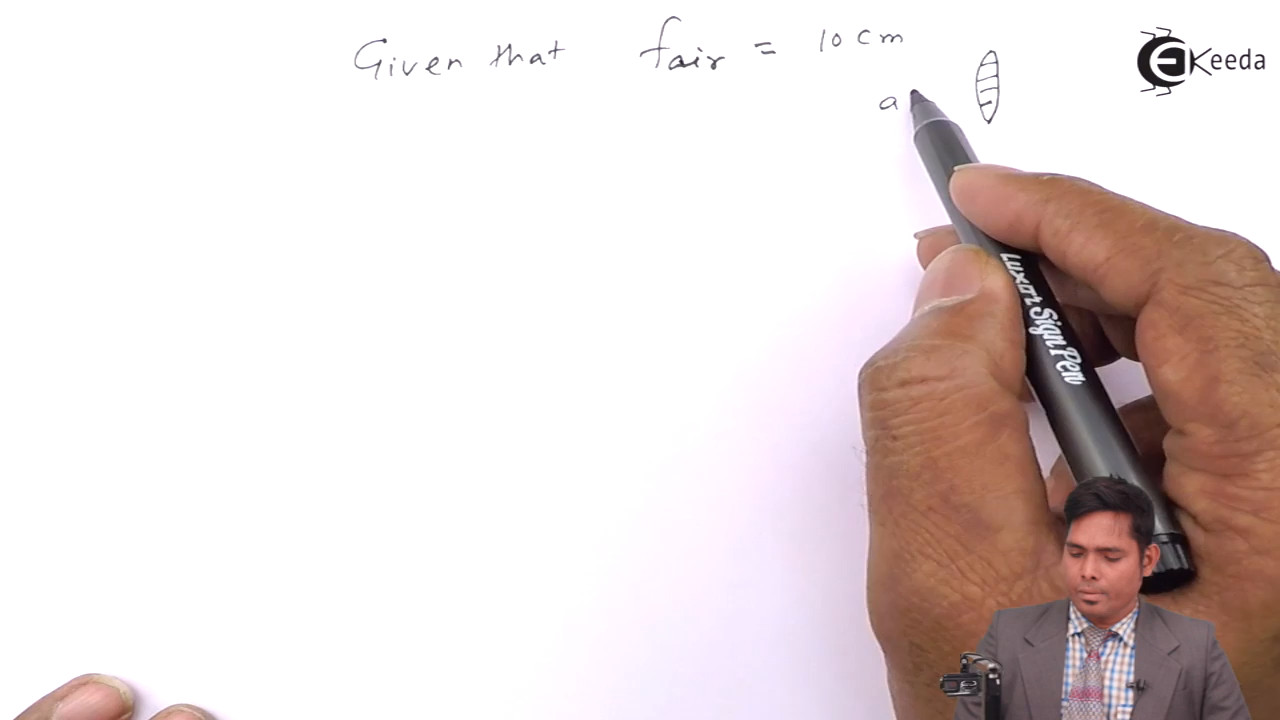 Given that fair = 10 cm
a
EKeeda
Luxor Sign Pen